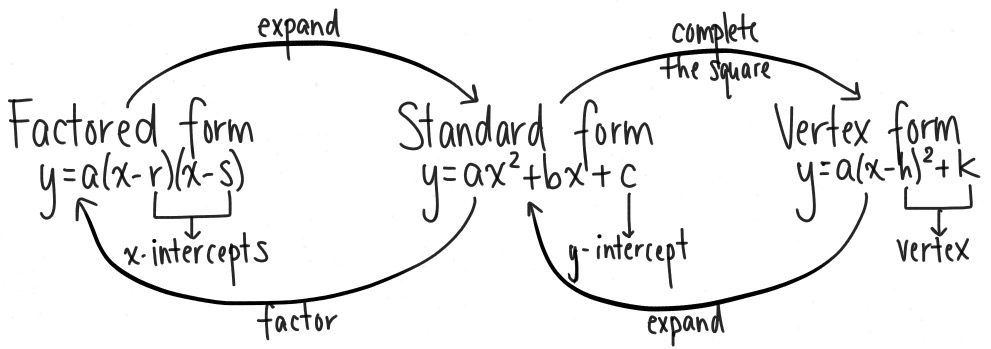 expand
complete
the square
Factored form
Standard form
Vertex form
y=a(x-r)(x-s)
y=ax²+bx+c
y=a(x-h)²+k
x-intercepts
y-intercept
vertex
factor
expand